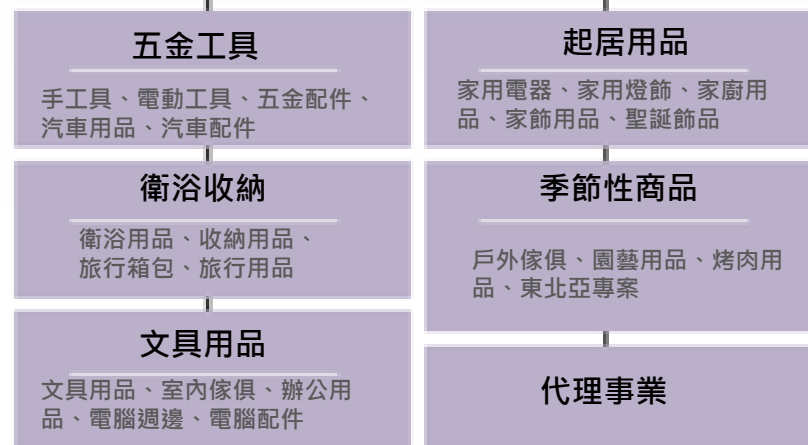 五金工具
手工具、電動工具、五金配件、
汽車用品、汽車配件
衛浴收納
衛浴用品、收納用品、
旅行箱包、旅行用品
文具用品
文具用品、室內傢俱、辦公用
品、電腦週邊、電腦配件
起居用品
家用電器、家用燈飾、家廚用
品、家飾用品、聖誕飾品
季節性商品
戶外傢俱、園藝用品、烤肉用
品、東北亞專案
代理事業